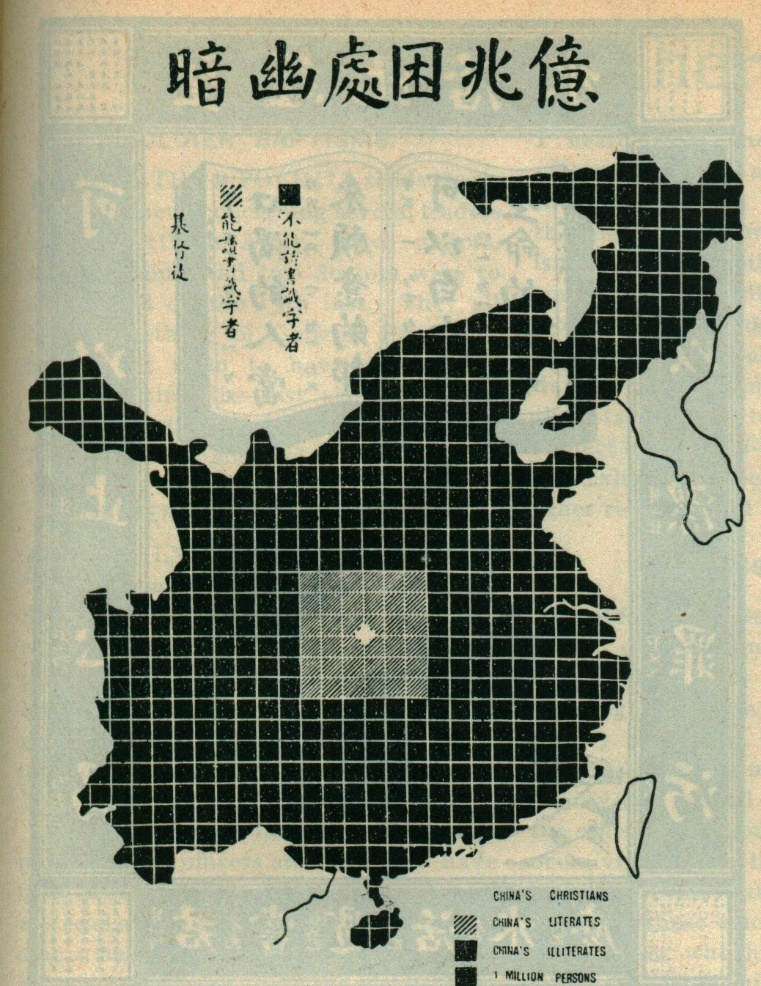 億兆困處幽暗
不能讀書識字者
能讀書識字者
基督徒
CHINA'S CHRISTIANS
CHINA'S LITERATES
CHINA'S ILLITERATES
1 MILLION PERSONS